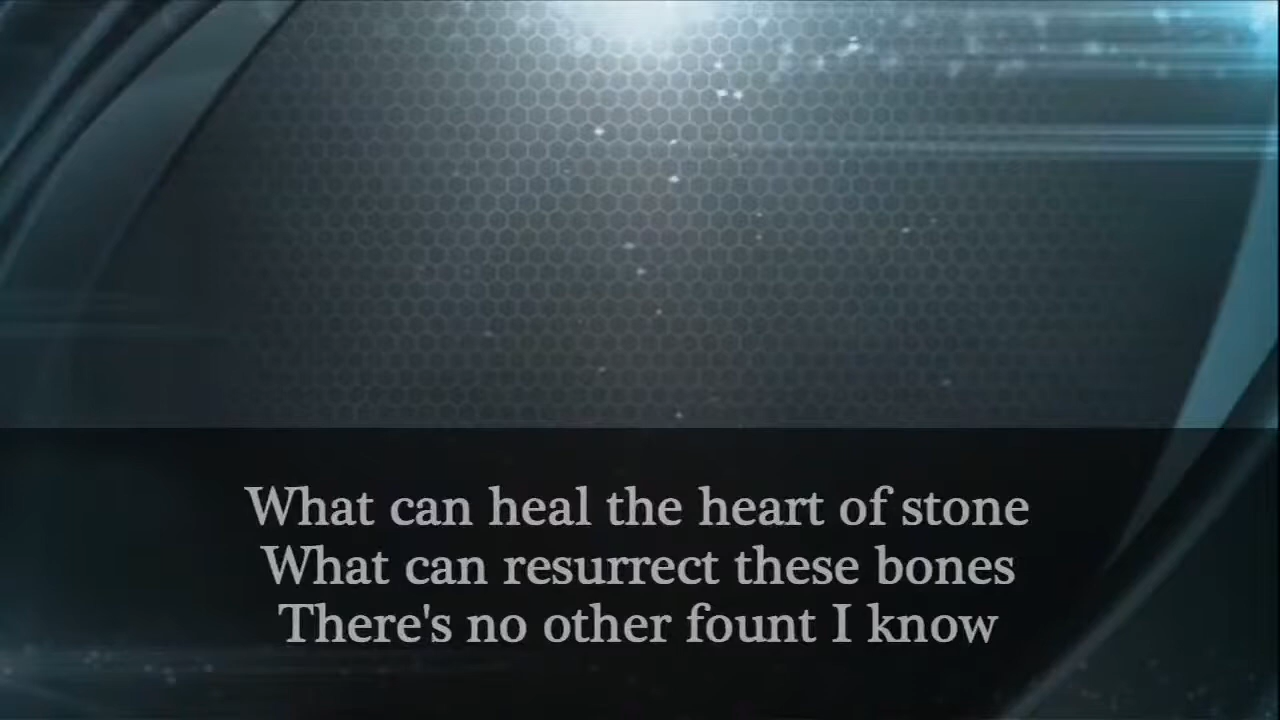 What can heal the heart of stone
What can resurrect these bones
There's no other fount I know